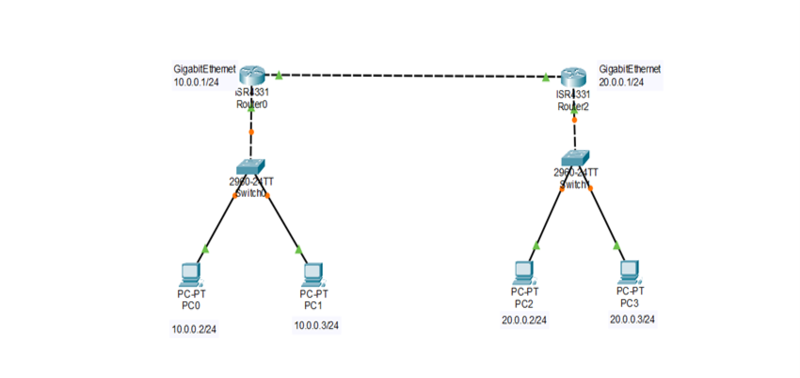 GigabitEthernet
10.0.0.1/24
ISR4331
Router0
GigabitEthernet
20.0.0.1/24
ISR4331
Router2
2960-24TT
Switch0
2960-24TT
Switch1
PC-PT
PC0
10.0.0.2/24
PC-PT
PC1
10.0.0.3/24
PC-PT
PC2
20.0.0.2/24
PC-PT
PC3
20.0.0.3/24